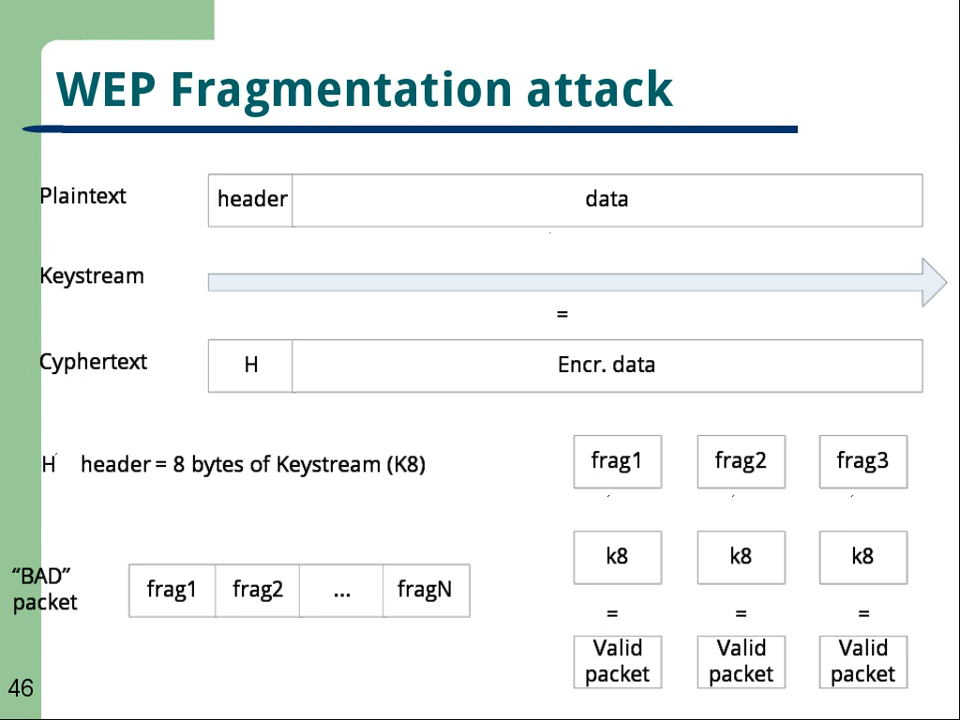 WEP Fragmentation attack
Plaintext
header
data
Keystream
=
Cyphertext
H
Encr. data
H header = 8 bytes of Keystream (K8)
frag1 frag2 frag3
k8 k8 k8
"BAD"
packet
frag1 frag2 ... fragN
= = =
Valid Valid Valid
packet packet packet
46